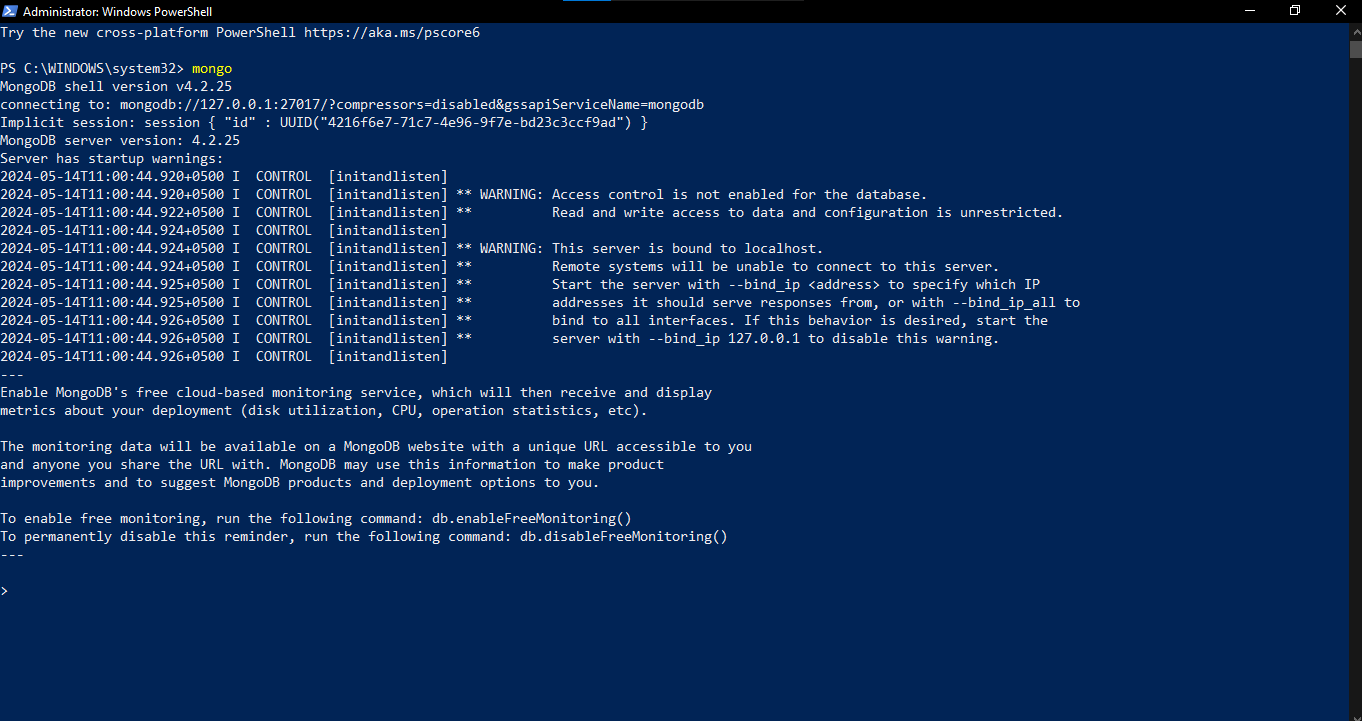 Administrator: Windows PowerShell
Try the new cross-platform PowerShell https://aka.ms/pscore6
PS C:\WINDOWS\system32> mongo
MongoDB shell version v4.2.25
connecting to: mongodb://127.0.0.1:27017/?compressors=disabled&gssapiServiceName=mongodb
Implicit session: session { "id" : UUID("4216f6e7-71c7-4e96-9f7e-bd23c3ccf9ad") }
MongoDB server version: 4.2.25
Server has startup warnings:
2024-05-14T11:00:44.920+0500 I  CONTROL  [initandlisten]
2024-05-14T11:00:44.920+0500 I  CONTROL  [initandlisten] ** WARNING: Access control is not enabled for the database.
2024-05-14T11:00:44.922+0500 I  CONTROL  [initandlisten] **          Read and write access to data and configuration is unrestricted.
2024-05-14T11:00:44.924+0500 I  CONTROL  [initandlisten]
2024-05-14T11:00:44.924+0500 I  CONTROL  [initandlisten] ** WARNING: This server is bound to localhost.
2024-05-14T11:00:44.924+0500 I  CONTROL  [initandlisten] **          Remote systems will be unable to connect to this server.
2024-05-14T11:00:44.925+0500 I  CONTROL  [initandlisten] **          Start the server with --bind_ip <address> to specify which IP
2024-05-14T11:00:44.925+0500 I  CONTROL  [initandlisten] **          addresses it should serve responses from, or with --bind_ip_all to
2024-05-14T11:00:44.926+0500 I  CONTROL  [initandlisten] **          bind to all interfaces. If this behavior is desired, start the
2024-05-14T11:00:44.926+0500 I  CONTROL  [initandlisten] **          server with --bind_ip 127.0.0.1 to disable this warning.
2024-05-14T11:00:44.926+0500 I  CONTROL  [initandlisten]
---
Enable MongoDB's free cloud-based monitoring service, which will then receive and display
metrics about your deployment (disk utilization, CPU, operation statistics, etc).
The monitoring data will be available on a MongoDB website with a unique URL accessible to you
and anyone you share the URL with. MongoDB may use this information to make product
improvements and to suggest MongoDB products and deployment options to you.
To enable free monitoring, run the following command: db.enableFreeMonitoring()
To permanently disable this reminder, run the following command: db.disableFreeMonitoring()
---
>